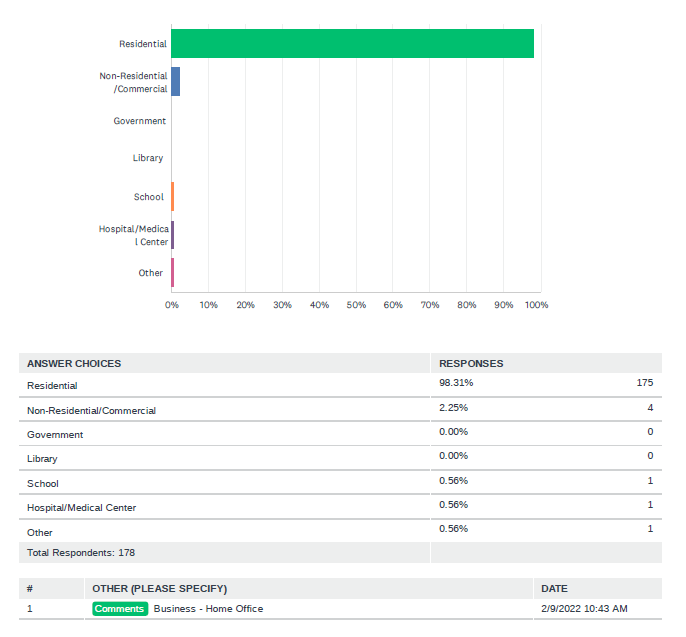 Residential
Non-Residential
/Commercial
Government
Library
School
Hospital/Medica
l Center
Other
0% 10% 20% 30% 40% 50% 60% 70% 80% 90% 100%
ANSWER CHOICES RESPONSES
Residential 98.31% 175
Non-Residential/Commercial 2.25% 4
Government 0.00% 0
Library 0.00% 0
School 0.56% 1
Hospital/Medical Center 0.56% 1
Other 0.56% 1
Total Respondents: 178
# OTHER (PLEASE SPECIFY) DATE
1 Comments Business - Home Office 2/9/2022 10:43 AM